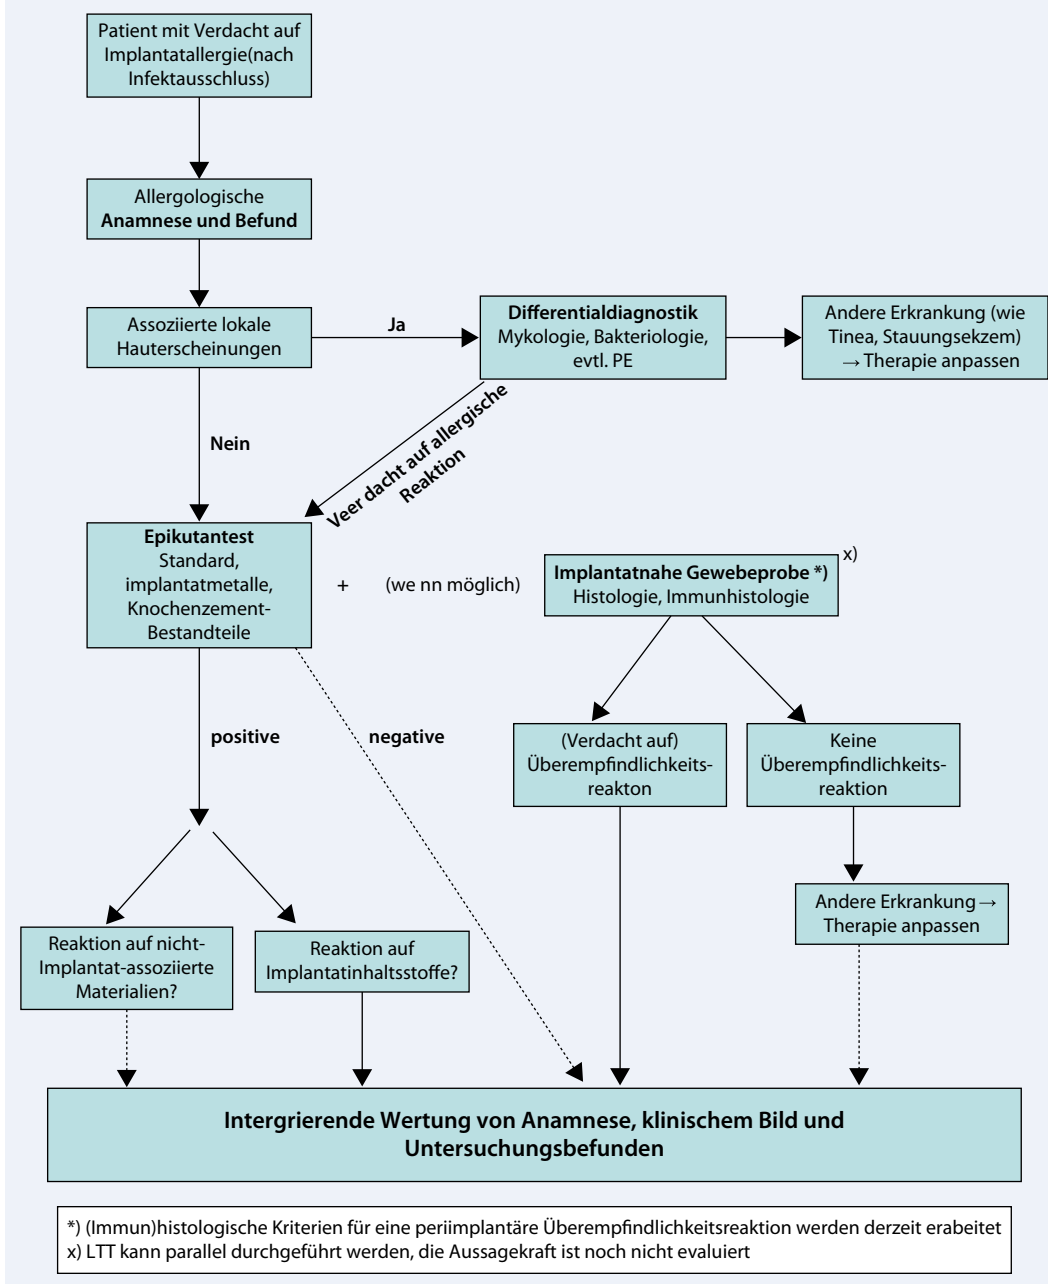 Patient mit Verdacht auf
Implantatallergie(nach
Infektausschluss)
Allergologische
Anamnese und Befund
Assoziierte lokale
Hauterscheinungen
Ja
Differentialdiagnostik
Mykologie, Bakteriologie,
evtl. PE
Andere Erkrankung (wie
Tinea, Stauungsekzem)
→ Therapie anpassen
Nein
Veer dacht auf allergische
Reaktion
Epikutantest
Standard,
implantatmetalle,
Knochenzement-
Bestandteile
+
(we nn möglich)
Implantatnahe Gewebeprobe *)
Histologie, Immunhistologie
x)
positive
negative
(Verdacht auf)
Überempfindlichkeits-
reakton
Keine
Überempfindlichkeits-
reaktion
Andere Erkrankung →
Therapie anpassen
Reaktion auf nicht-
Implantat-assoziierte
Materialien?
Reaktion auf
Implantatinhaltsstoffe?
Intergrierende Wertung von Anamnese, klinischem Bild und
Untersuchungsbefunden
*) (Immun)histologische Kriterien für eine periimplantäre Überempfindlichkeitsreaktion werden derzeit erabeitet
x) LTT kann parallel durchgeführt werden, die Aussagekraft ist noch nicht evaluiert